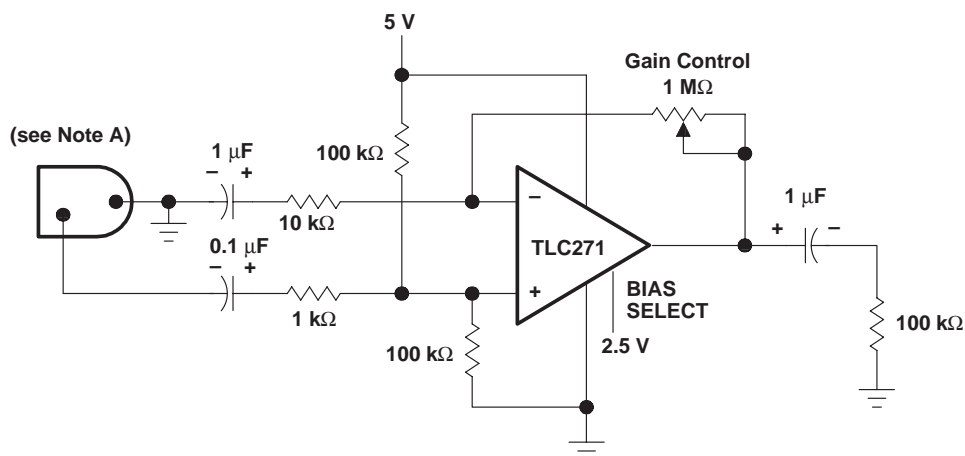 5 V
Gain Control
1 MΩ
(see Note A)
1 μF
100 kΩ
1 μF
− +
−
+ −
10 kΩ
0.1 μF
TLC271
− +
+
BIAS
SELECT
1 kΩ
100 kΩ
2.5 V
100 kΩ